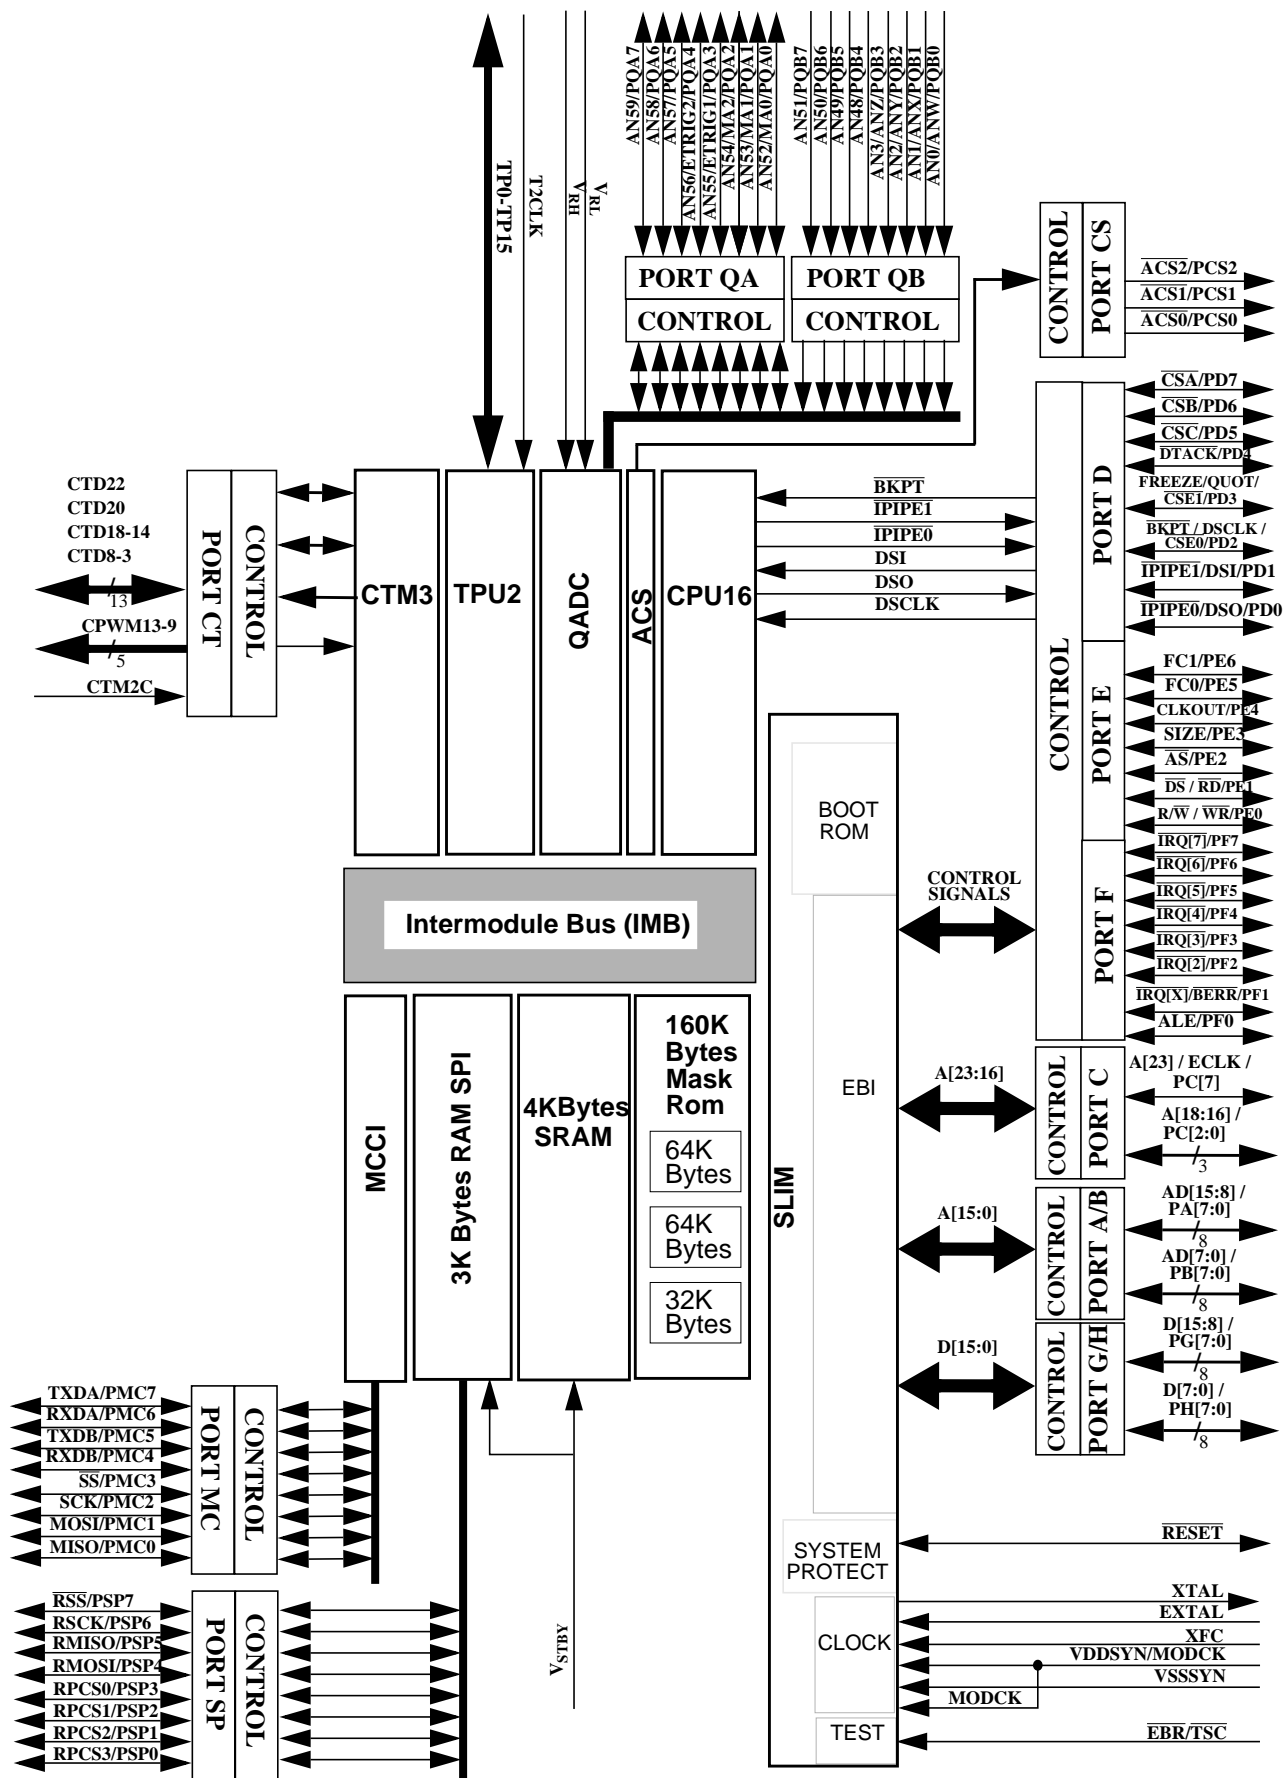 TP0-TP15
T2CLK
VRH
VRL
AN59/PQA7
AN58/PQA6
AN57/PQA5
AN56/ETRIG2/PQA4
AN55/ETRIG1/PQA3
AN54/MA2/PQA2
AN53/MA1/PQA1
AN52/MA0/PQA0
AN51/PQB7
AN50/PQB6
AN49/PQB5
AN48/PQB4
AN3/ANZ/PQB3
AN2/ANY/PQB2
AN1/ANX/PQB1
AN0/ANW/PQB0
PORT QA
CONTROL
PORT QB
CONTROL
CONTROL
PORT CS
ACS2/PCS2
ACS1/PCS1
ACS0/PCS0
CTD22
CTD20
CTD18-14
CTD8-3
13
CPWM13-9
5
CTM2C
PORT CT
CONTROL
CTM3
TPU2
QADC
ACS
CPU16
BKPT
IPIPE1
IPIPE0
DSI
DSO
DSCLK
CONTROL
PORT D
CSA/PD7
CSB/PD6
CSC/PD5
DTACK/PD4
FREEZE/QUOT/
CSE1/PD3
BKPT / DSCLK /
CSE0/PD2
IPIPE1/DSI/PD1
IPIPE0/DSO/PD0
PORT E
FC1/PE6
FC0/PE5
CLKOUT/PE4
SIZE/PE3
AS/PE2
DS / RD/PE1
R/W / WR/PE0
PORT F
IRQ[7]/PF7
IRQ[6]/PF6
IRQ[5]/PF5
IRQ[4]/PF4
IRQ[3]/PF3
IRQ[2]/PF2
IRQ[X]/BERR/PF1
ALE/PF0
Intermodule Bus (IMB)
SLIM
BOOT
ROM
EBI
CONTROL
SIGNALS
A[23:16]
CONTROL
PORT C
A[23] / ECLK /
PC[7]
A[18:16] /
PC[2:0]
3
A[15:0]
CONTROL
PORT A/B
AD[15:8] /
PA[7:0]
8
AD[7:0] /
PB[7:0]
8
D[15:0]
CONTROL
PORT G/H
D[15:8] /
PG[7:0]
8
D[7:0] /
PH[7:0]
8
MCCI
3K Bytes RAM SPI
4KBytes
SRAM
160K
Bytes
Mask
Rom
64K
Bytes
64K
Bytes
32K
Bytes
TXDA/PMC7
RXDA/PMC6
TXDB/PMC5
RXDB/PMC4
SS/PMC3
SCK/PMC2
MOSI/PMC1
MISO/PMC0
PORT MC
CONTROL
RSS/PSP7
RSCK/PSP6
RMISO/PSP5
RMOSI/PSP4
RPCS0/PSP3
RPCS1/PSP2
RPCS2/PSP1
RPCS3/PSP0
PORT SP
CONTROL
VSTBY
SYSTEM
PROTECT
CLOCK
TEST
RESET
XTAL
EXTAL
XFC
VDDSYN/MODCK
VSSSYN
MODCK
EBR/TSC